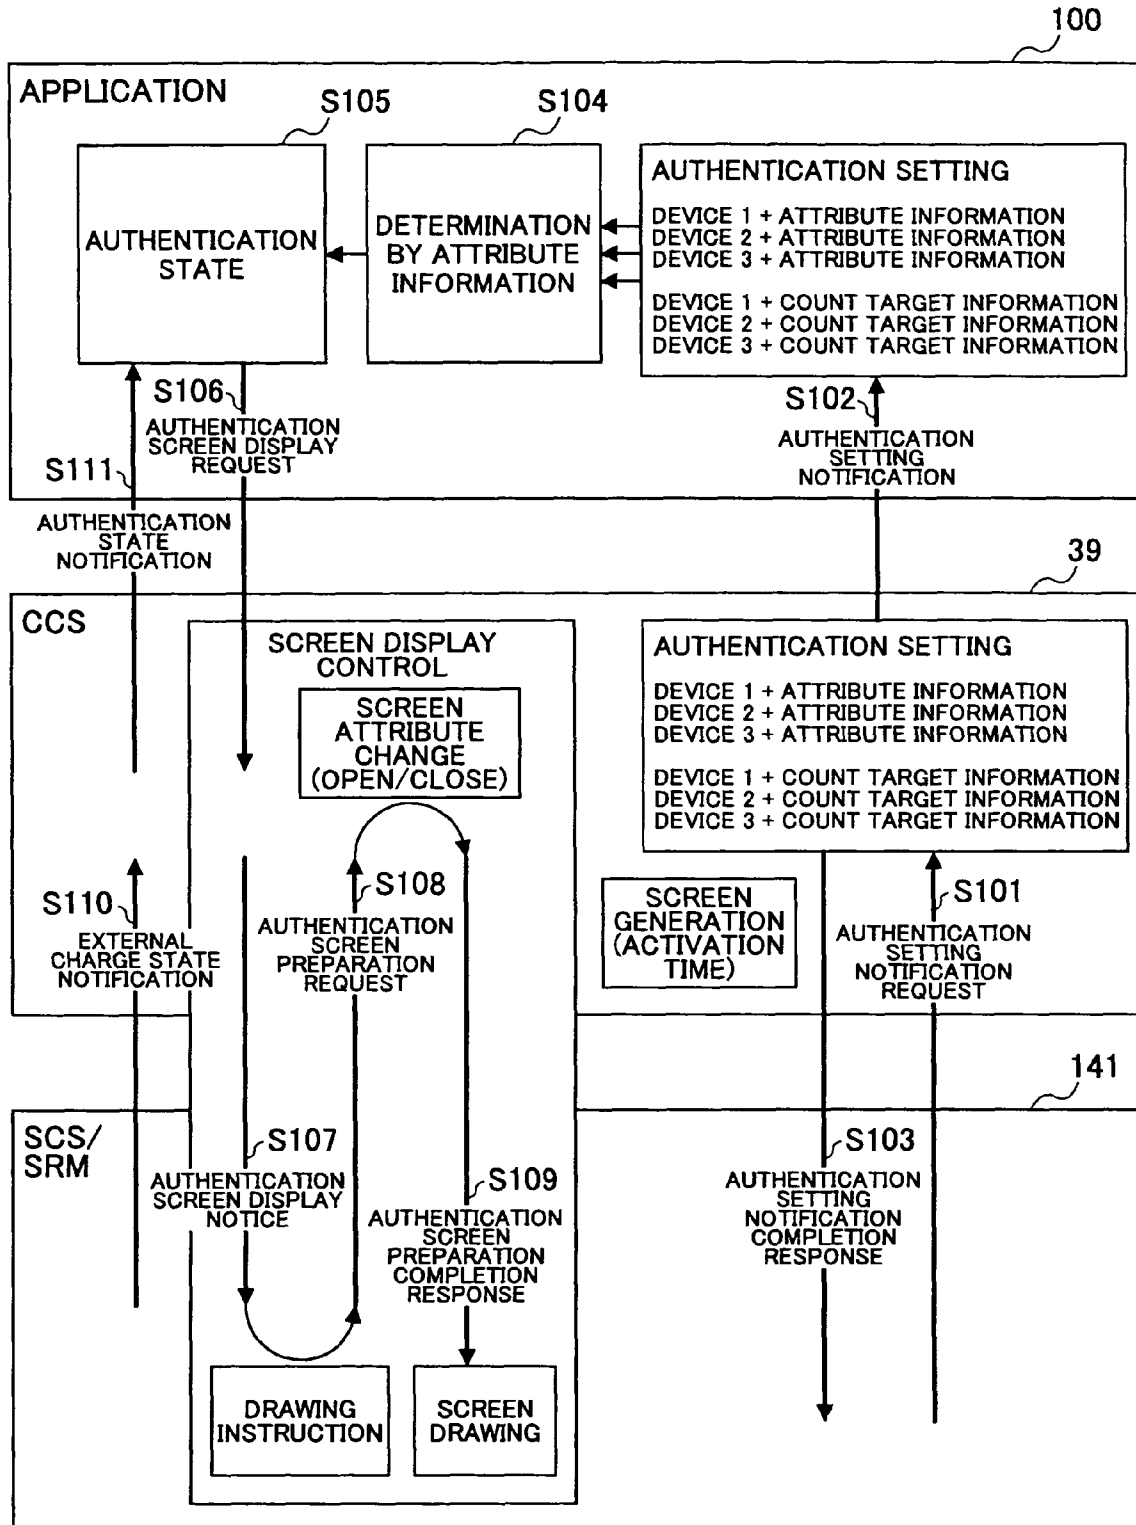 100
APPLICATION
S105
S104
AUTHENTICATION
STATE
DETERMINATION
BY ATTRIBUTE
INFORMATION
AUTHENTICATION SETTING
DEVICE 1 + ATTRIBUTE INFORMATION
DEVICE 2 + ATTRIBUTE INFORMATION
DEVICE 3 + ATTRIBUTE INFORMATION
DEVICE 1 + COUNT TARGET INFORMATION
DEVICE 2 + COUNT TARGET INFORMATION
DEVICE 3 + COUNT TARGET INFORMATION
S106
AUTHENTICATION
SCREEN DISPLAY
REQUEST
S102
AUTHENTICATION
SETTING
NOTIFICATION
S111
AUTHENTICATION
STATE
NOTIFICATION
39
CCS
SCREEN DISPLAY
CONTROL
SCREEN
ATTRIBUTE
CHANGE
(OPEN/CLOSE)
AUTHENTICATION SETTING
DEVICE 1 + ATTRIBUTE INFORMATION
DEVICE 2 + ATTRIBUTE INFORMATION
DEVICE 3 + ATTRIBUTE INFORMATION
DEVICE 1 + COUNT TARGET INFORMATION
DEVICE 2 + COUNT TARGET INFORMATION
DEVICE 3 + COUNT TARGET INFORMATION
S110
EXTERNAL
CHARGE STATE
NOTIFICATION
S108
AUTHENTICATION
SCREEN
PREPARATION
REQUEST
SCREEN
GENERATION
(ACTIVATION
TIME)
S101
AUTHENTICATION
SETTING
NOTIFICATION
REQUEST
141
SCS/
SRM
S107
AUTHENTICATION
SCREEN DISPLAY
NOTICE
S109
AUTHENTICATION
SCREEN
PREPARATION
COMPLETION
RESPONSE
S103
AUTHENTICATION
SETTING
NOTIFICATION
COMPLETION
RESPONSE
DRAWING
INSTRUCTION
SCREEN
DRAWING